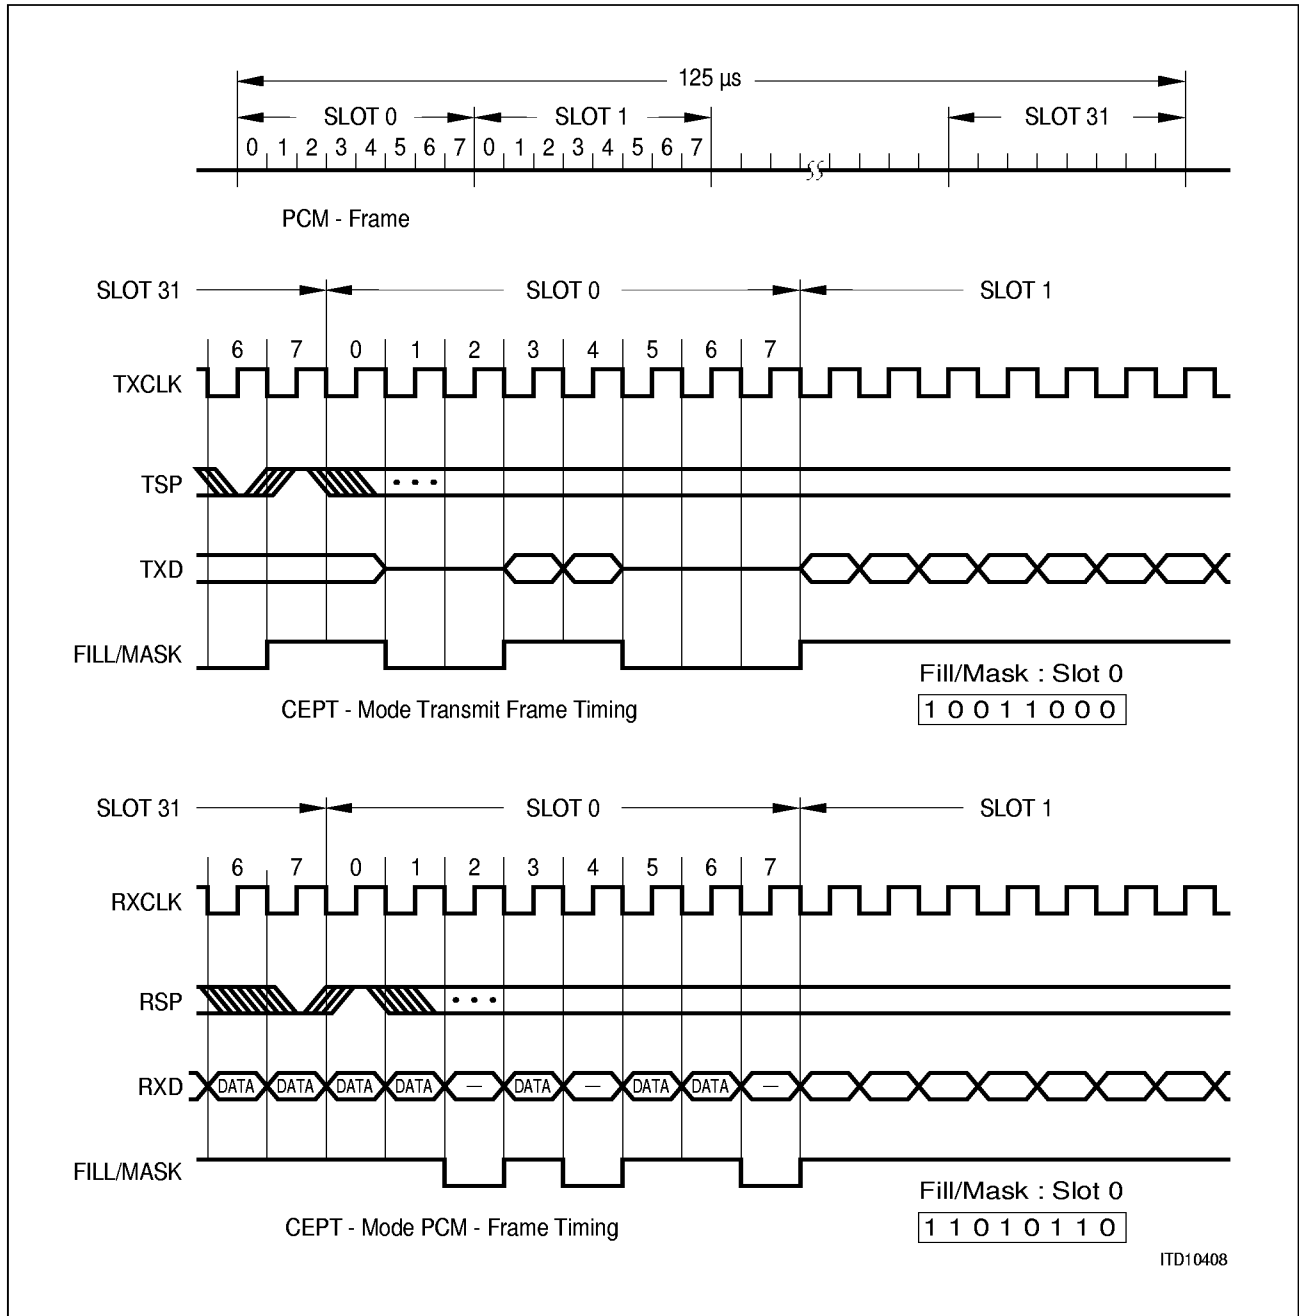 125 µs
SLOT 0 SLOT 1 SLOT 31
0 1 2 3 4 5 6 7 0 1 2 3 4 5 6 7
PCM - Frame
SLOT 31 SLOT 0 SLOT 1
6 7 0 1 2 3 4 5 6 7
TXCLK
TSP
TXD
FILL/MASK
Fill/Mask : Slot 0
CEPT - Mode Transmit Frame Timing
1 0 0 1 1 0 0 0
SLOT 31 SLOT 0 SLOT 1
6 7 0 1 2 3 4 5 6 7
RXCLK
RSP
RXD DATA DATA DATA DATA – DATA – DATA DATA –
FILL/MASK
Fill/Mask : Slot 0
CEPT - Mode PCM - Frame Timing
1 1 0 1 0 1 1 0
ITD10408